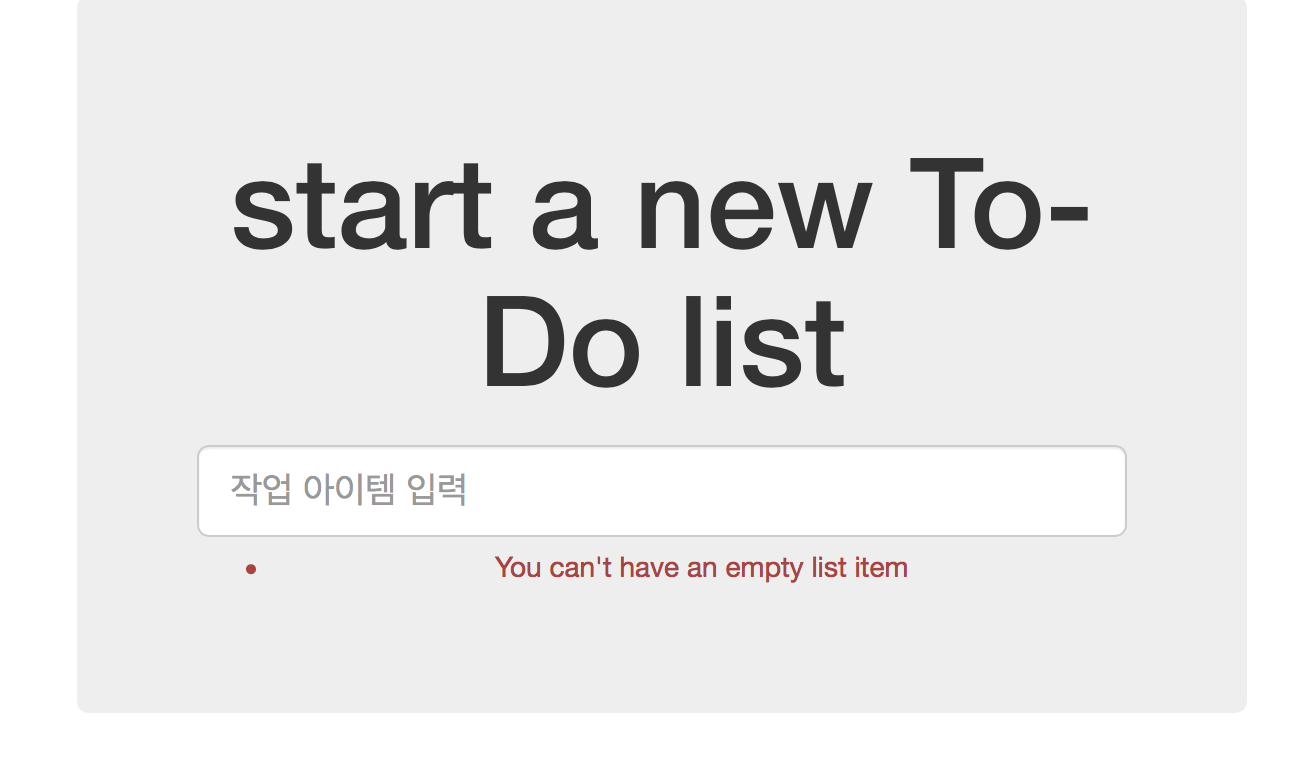 start a new To-
Do list
작업 아이템 입력
• You can't have an empty list item